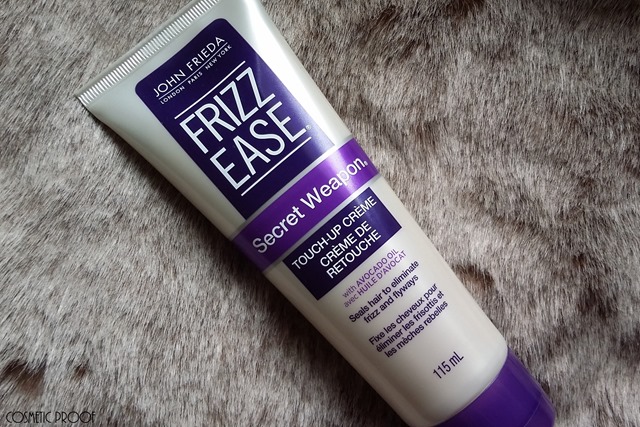 JOHN FRIEDA
LONDON PARIS NEW YORK
FRIZZ
EASE®
Secret Weapon®
TOUCH-UP CRÈME
CRÈME DE
RETOUCHE
with AVOCADO OIL
avec HUILE D'AVOCAT
Seals hair to eliminate
frizz and flyways
Fixe les cheveux pour
éliminer les frisottis et
les mèches rebelles
115 mL
COSMETIC PROOF